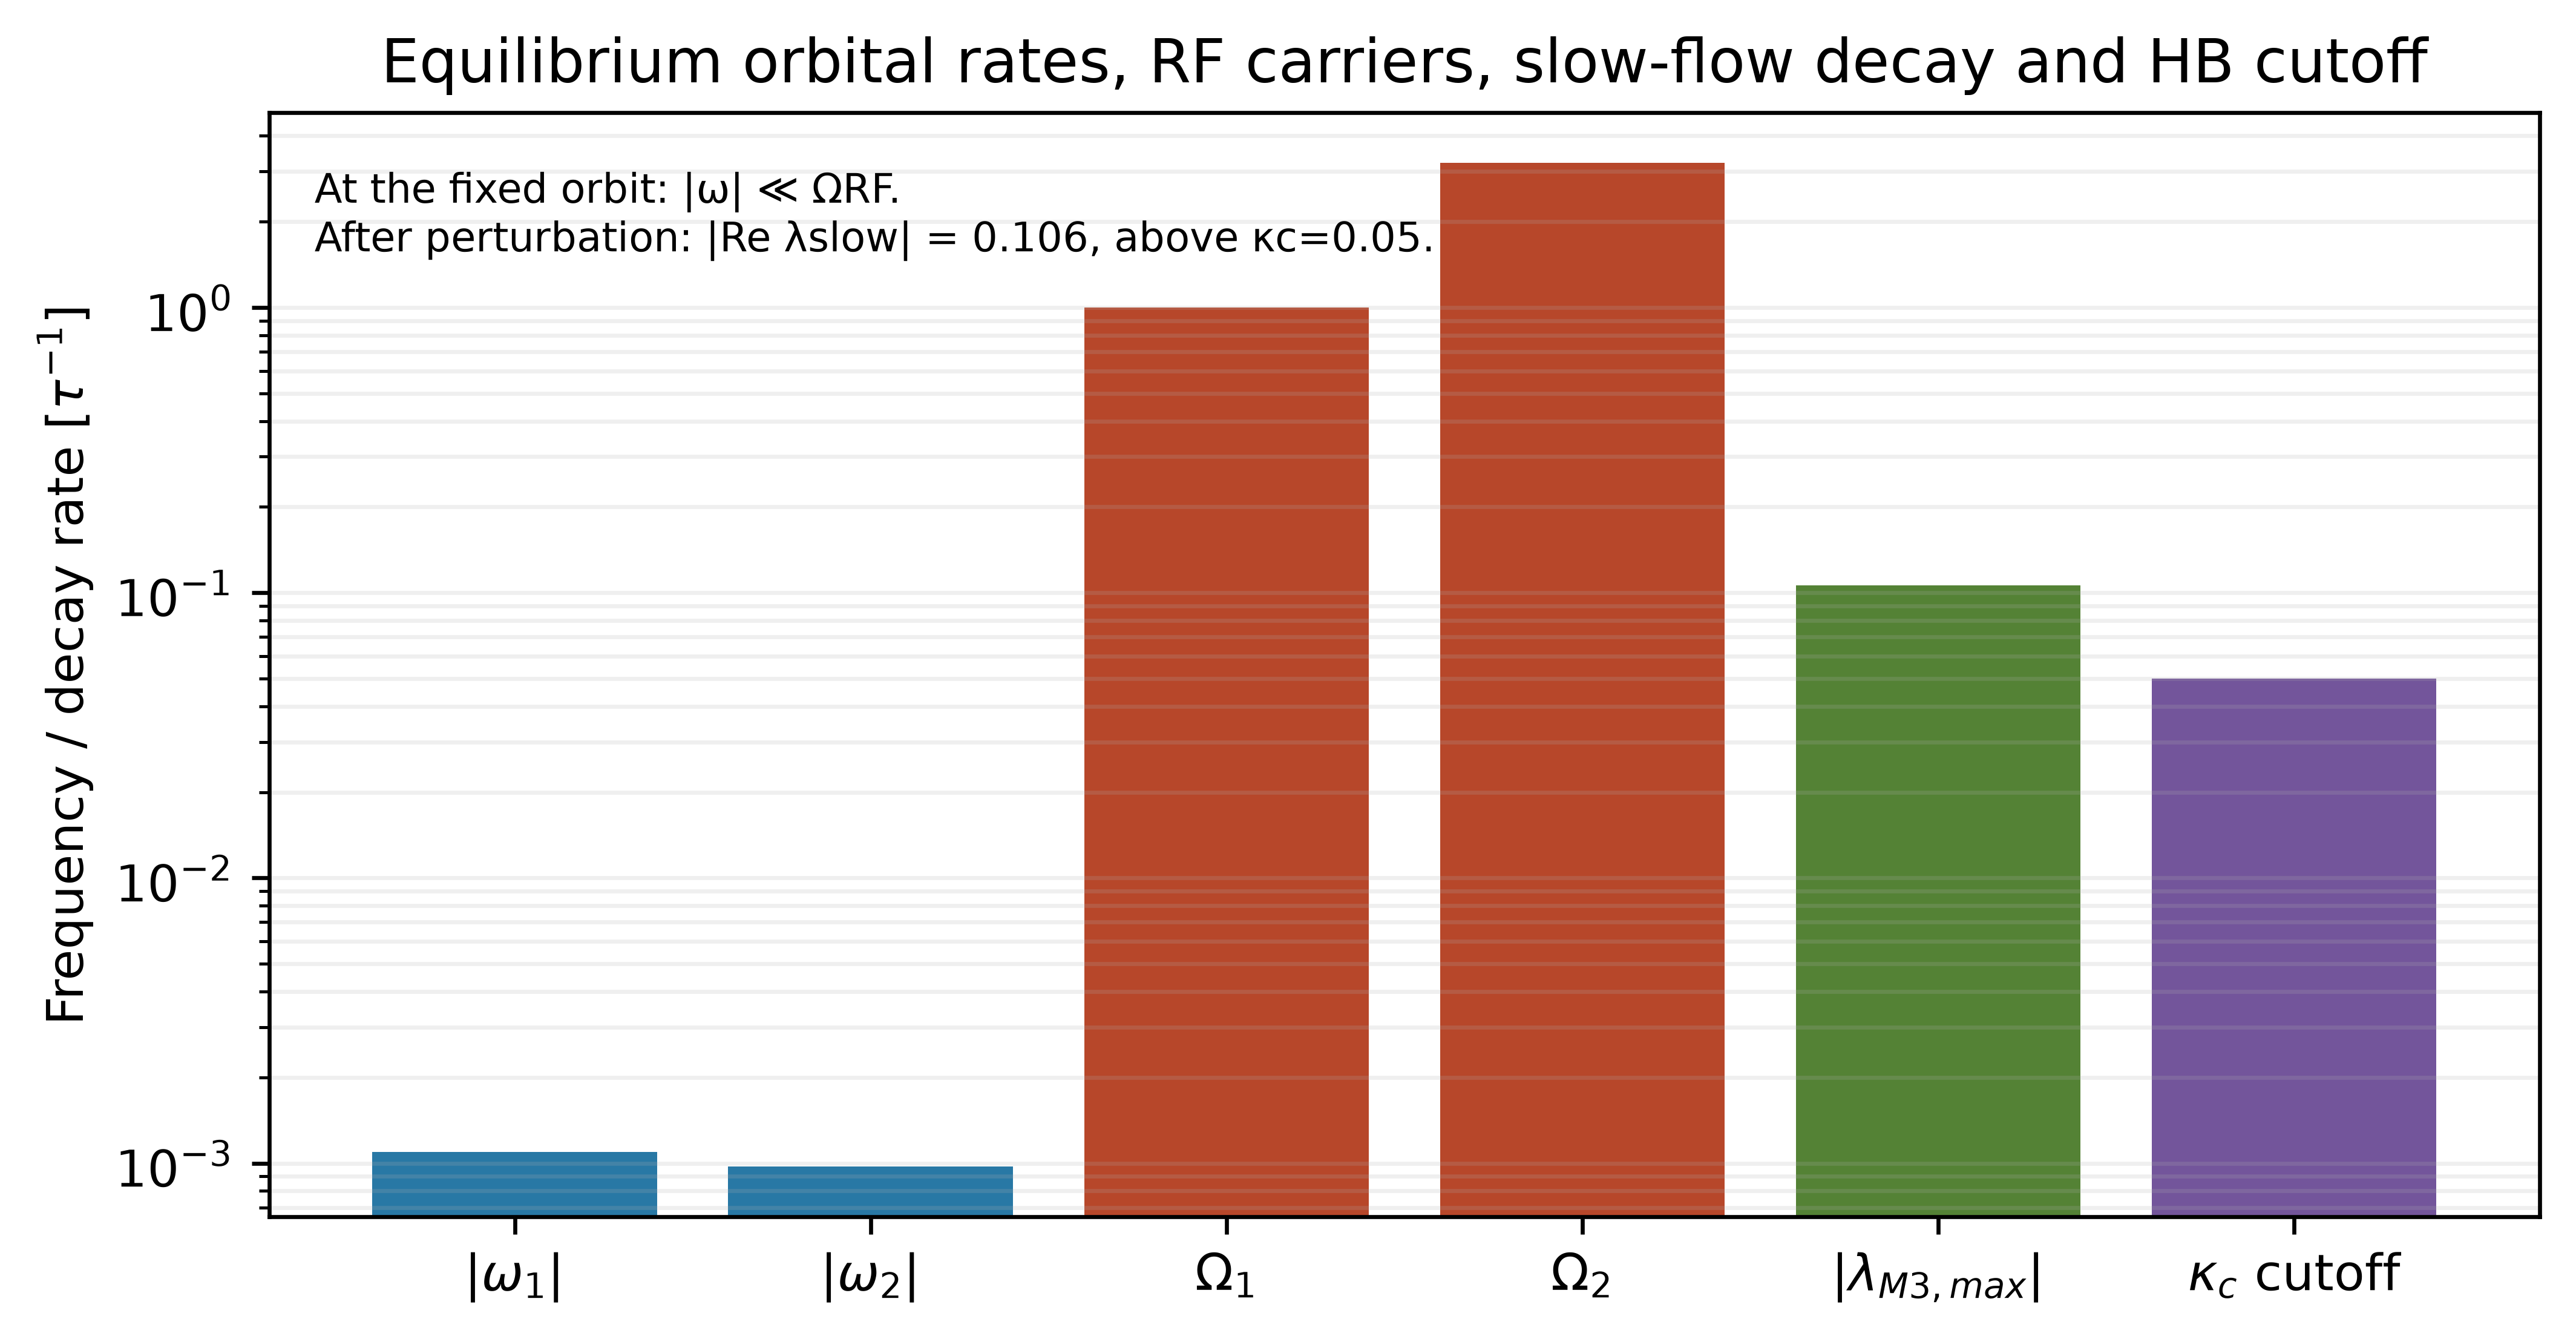 Equilibrium orbital rates, RF carriers, slow-flow decay and HB cutoff
At the fixed orbit: |ω| ≪ ΩRF.
After perturbation: |Re λslow| = 0.106, above κc=0.05.
Frequency / decay rate [τ⁻¹]
10⁰
10⁻¹
10⁻²
10⁻³
|ω₁| |ω₂| Ω₁ Ω₂ |λ_{M3,max}| κ_c cutoff